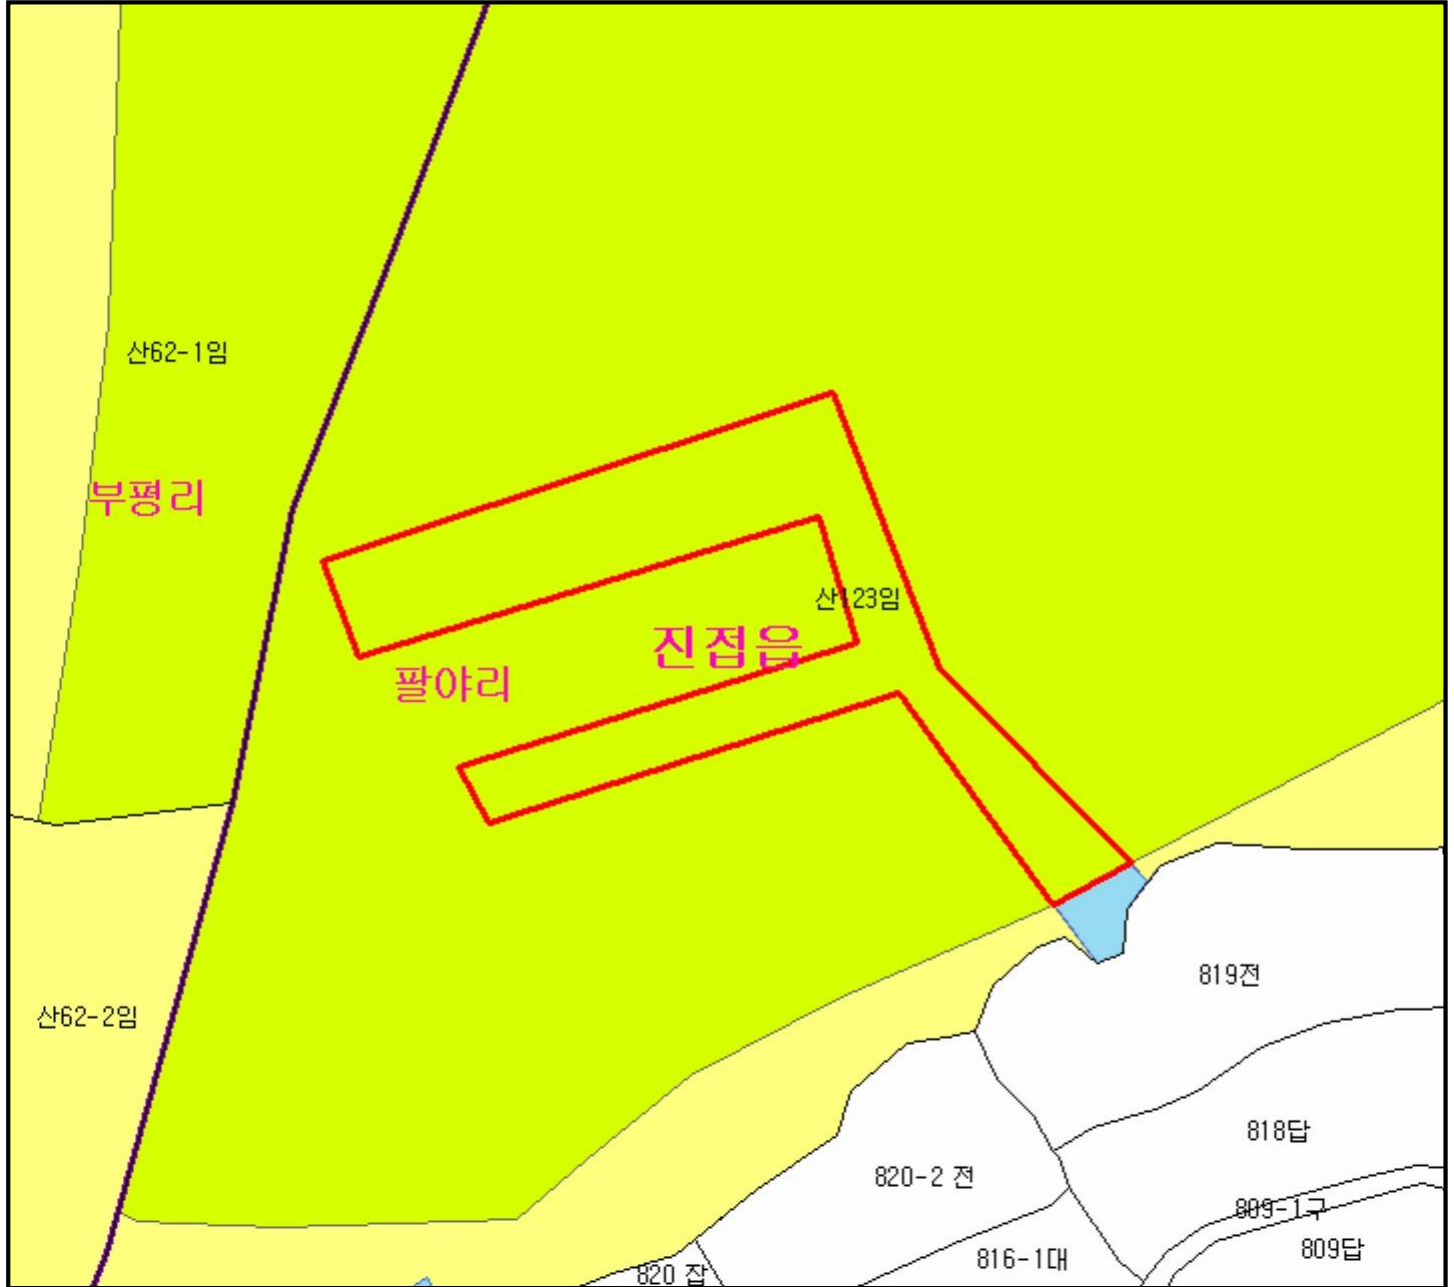 산62-1임
부평리
산123임
진접읍
팔야리
819전
산62-2임
818답
820-2 전
809-1구
809답
816-1대
820 잡